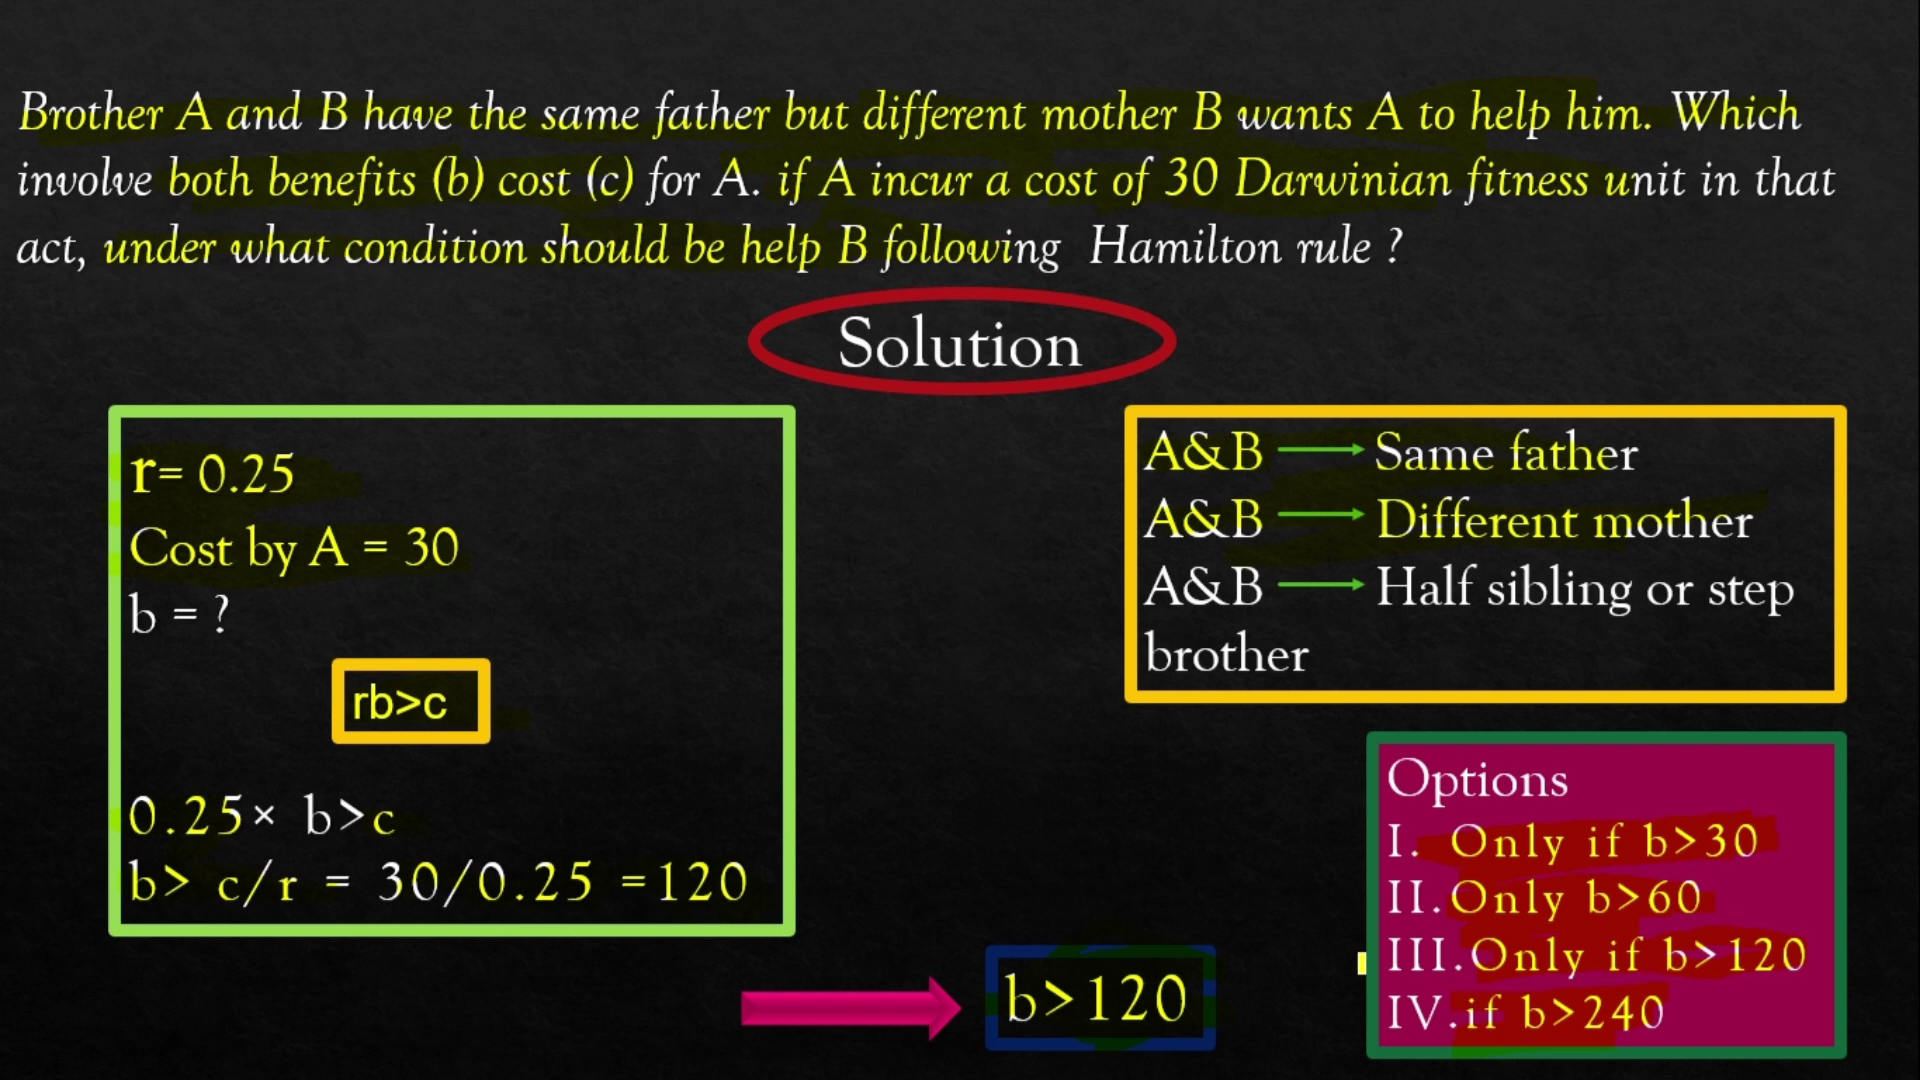 Brother A and B have the same father but different mother B wants A to help him. Which
involve both benefits (b) cost (c) for A. if A incur a cost of 30 Darwinian fitness unit in that
act, under what condition should be help B following Hamilton rule ?
Solution
r= 0.25
Cost by A = 30
b = ?
rb>c
0.25× b>c
b> c/r = 30/0.25 =120
A&B Same father
A&B Different mother
A&B Half sibling or step
brother
b>120
Options
I. Only if b>30
II.Only b>60
III.Only if b>120
IV.if b>240